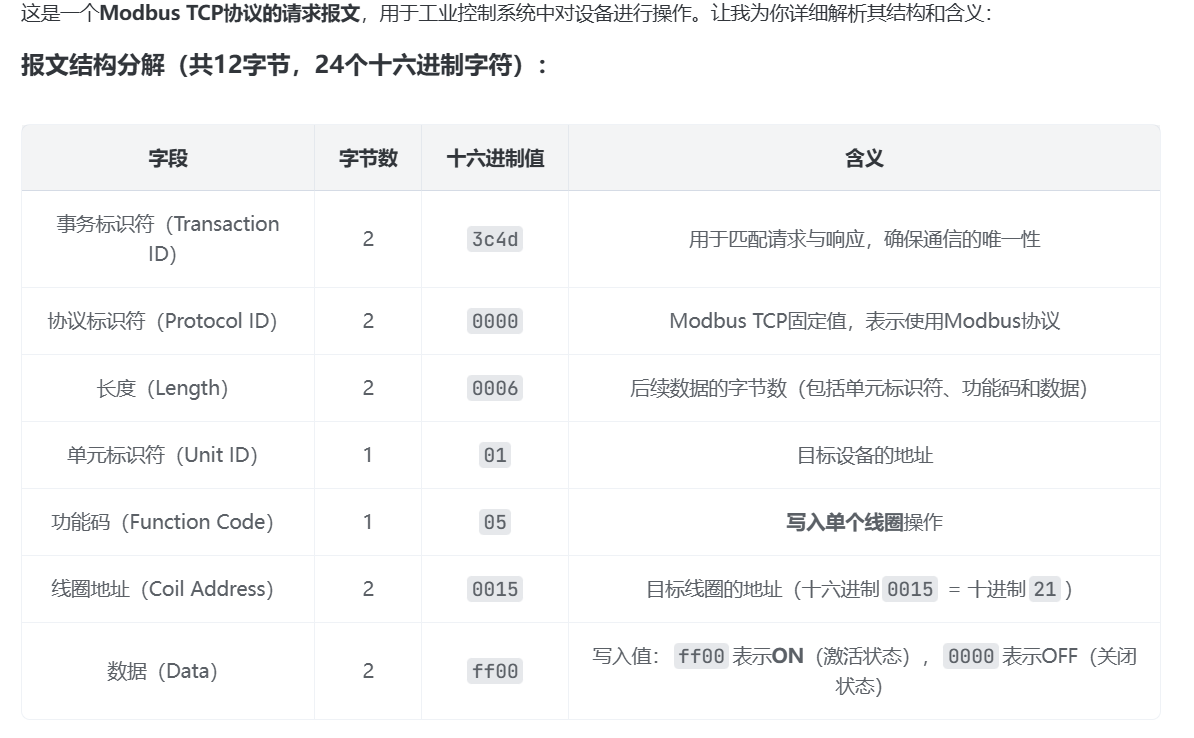 这是一个Modbus TCP协议的请求报文，用于工业控制系统中对设备进行操作。让我为你详细解析其结构和含义：
报文结构分解（共12字节，24个十六进制字符）：
字段 字节数 十六进制值 含义
事务标识符（Transaction
ID） 2 3c4d 用于匹配请求与响应，确保通信的唯一性
协议标识符（Protocol ID） 2 0000 Modbus TCP固定值，表示使用Modbus协议
长度（Length） 2 0006 后续数据的字节数（包括单元标识符、功能码和数据）
单元标识符（Unit ID） 1 01 目标设备的地址
功能码（Function Code） 1 05 写入单个线圈操作
线圈地址（Coil Address） 2 0015 目标线圈的地址（十六进制 0015 = 十进制 21 ）
数据（Data） 2 ff00 写入值： ff00 表示ON（激活状态）， 0000 表示OFF（关闭
状态）